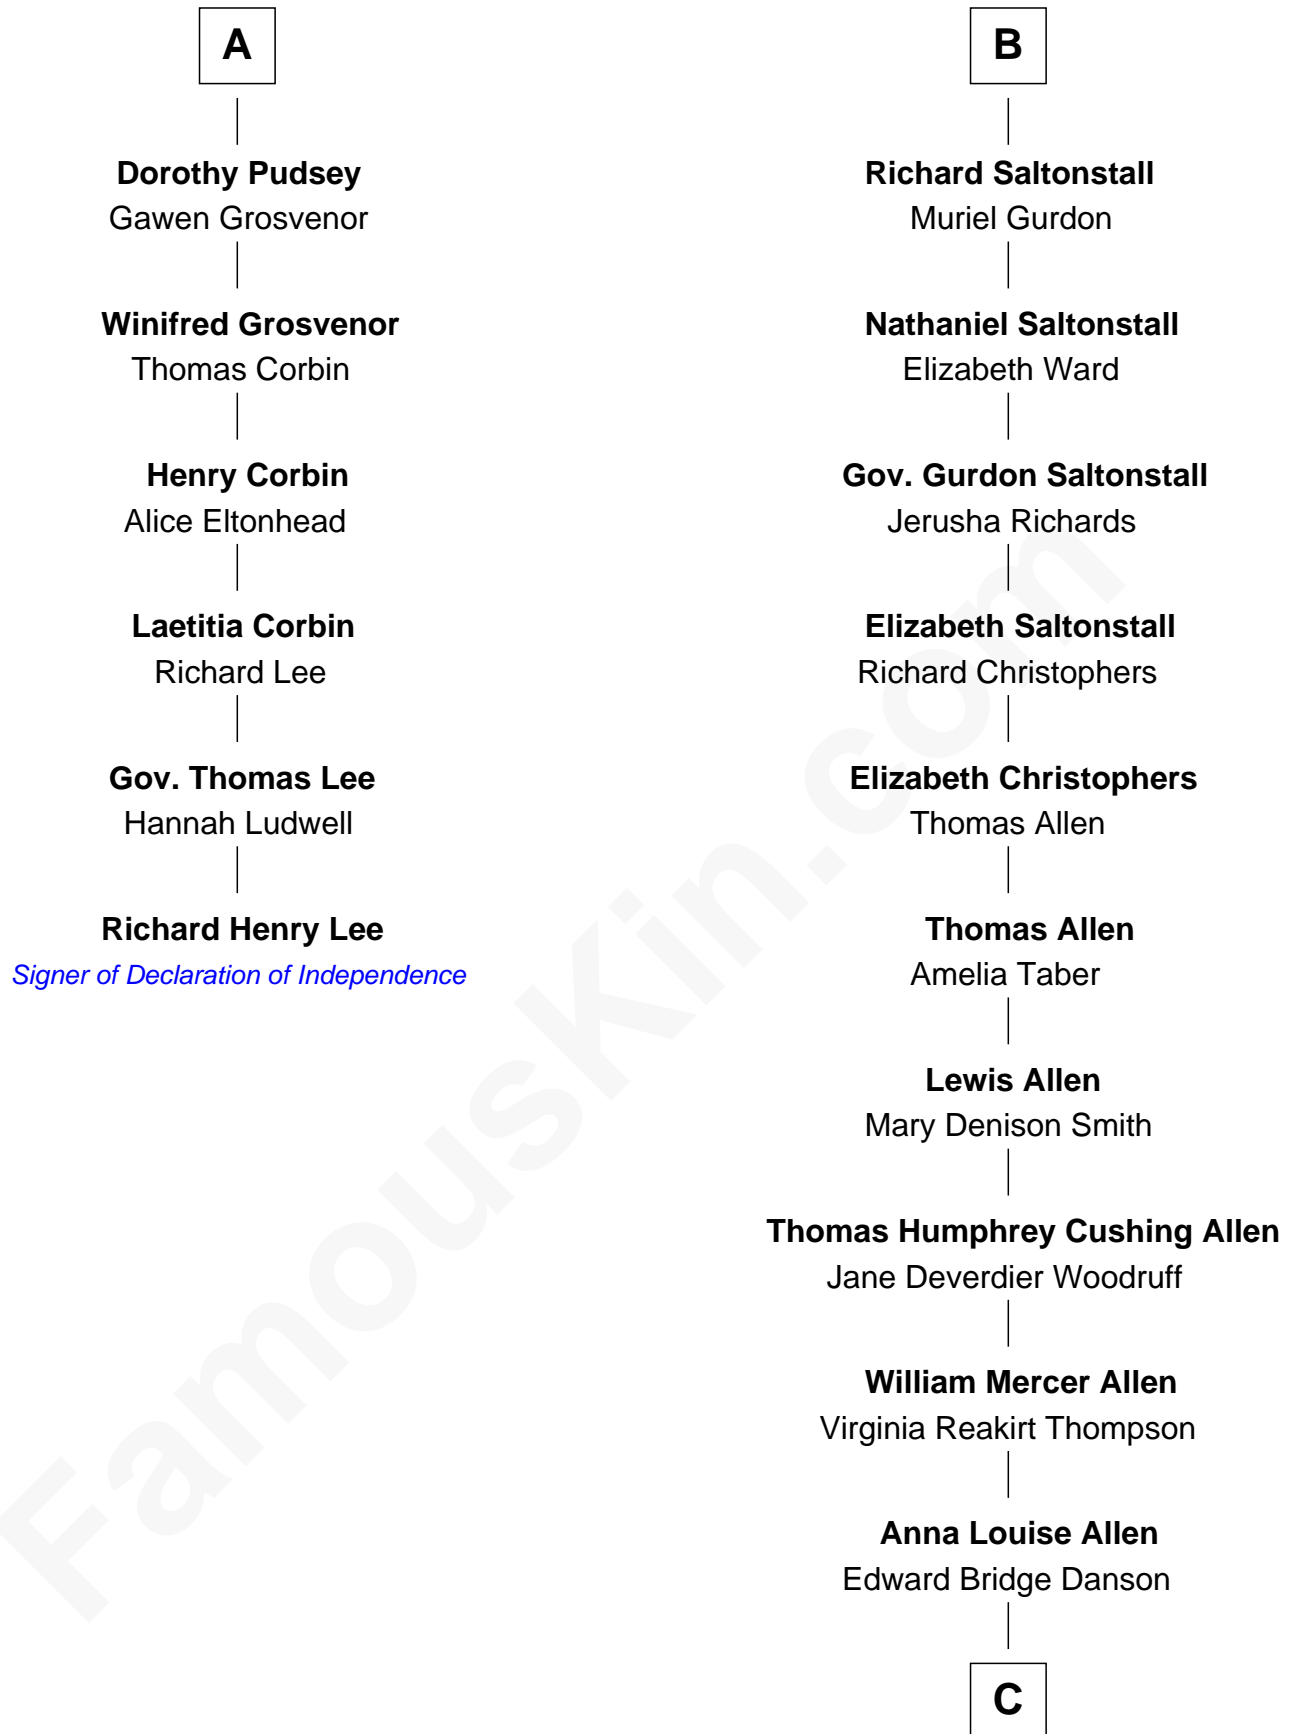 A
Dorothy Pudsey
Gawen Grosvenor
Winifred Grosvenor
Thomas Corbin
Henry Corbin
Alice Eltonhead
Laetitia Corbin
Richard Lee
Gov. Thomas Lee
Hannah Ludwell
Richard Henry Lee
Signer of Declaration of Independence
B
Richard Saltonstall
Muriel Gurdon
Nathaniel Saltonstall
Elizabeth Ward
Gov. Gurdon Saltonstall
Jerusha Richards
Elizabeth Saltonstall
Richard Christophers
Elizabeth Christophers
Thomas Allen
Thomas Allen
Amelia Taber
Lewis Allen
Mary Denison Smith
Thomas Humphrey Cushing Allen
Jane Deverdier Woodruff
William Mercer Allen
Virginia Reakirt Thompson
Anna Louise Allen
Edward Bridge Danson
C
FamousKin.com